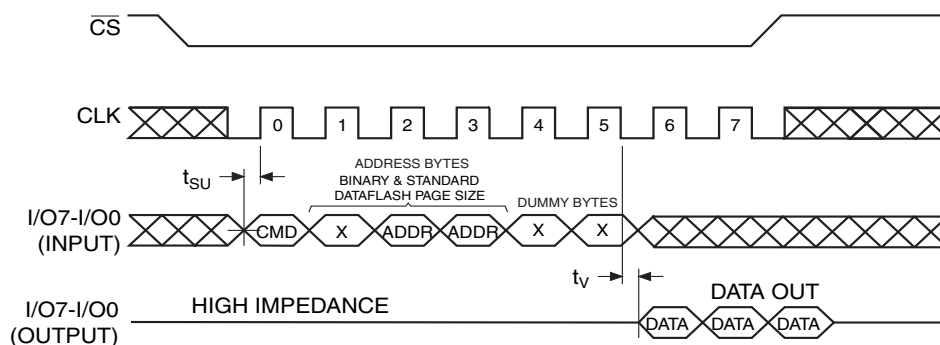 CS
CLK
0 1 2 3 4 5 6 7
tSU
ADDRESS BYTES
BINARY & STANDARD
DATAFLASH PAGE SIZE
DUMMY BYTES
I/O7-I/O0
(INPUT)
CMD X ADDR ADDR X X
tV
I/O7-I/O0
(OUTPUT)
HIGH IMPEDANCE
DATA OUT
DATA DATA DATA